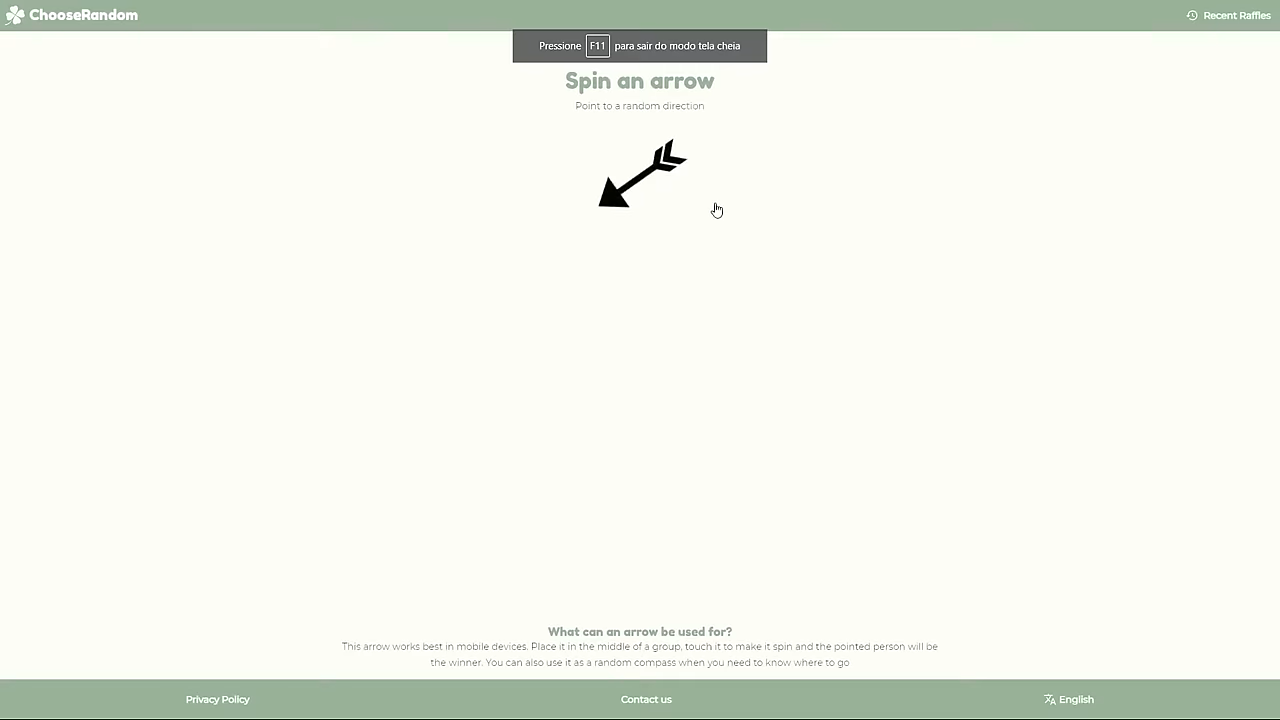 ChooseRandom
Recent Raffles
Pressione F11 para sair do modo tela cheia
Spin an arrow
Point to a random direction
What can an arrow be used for?
This arrow works best in mobile devices. Place it in the middle of a group, touch it to make it spin and the pointed person will be
the winner. You can also use it as a random compass when you need to know where to go
Privacy Policy
Contact us
English